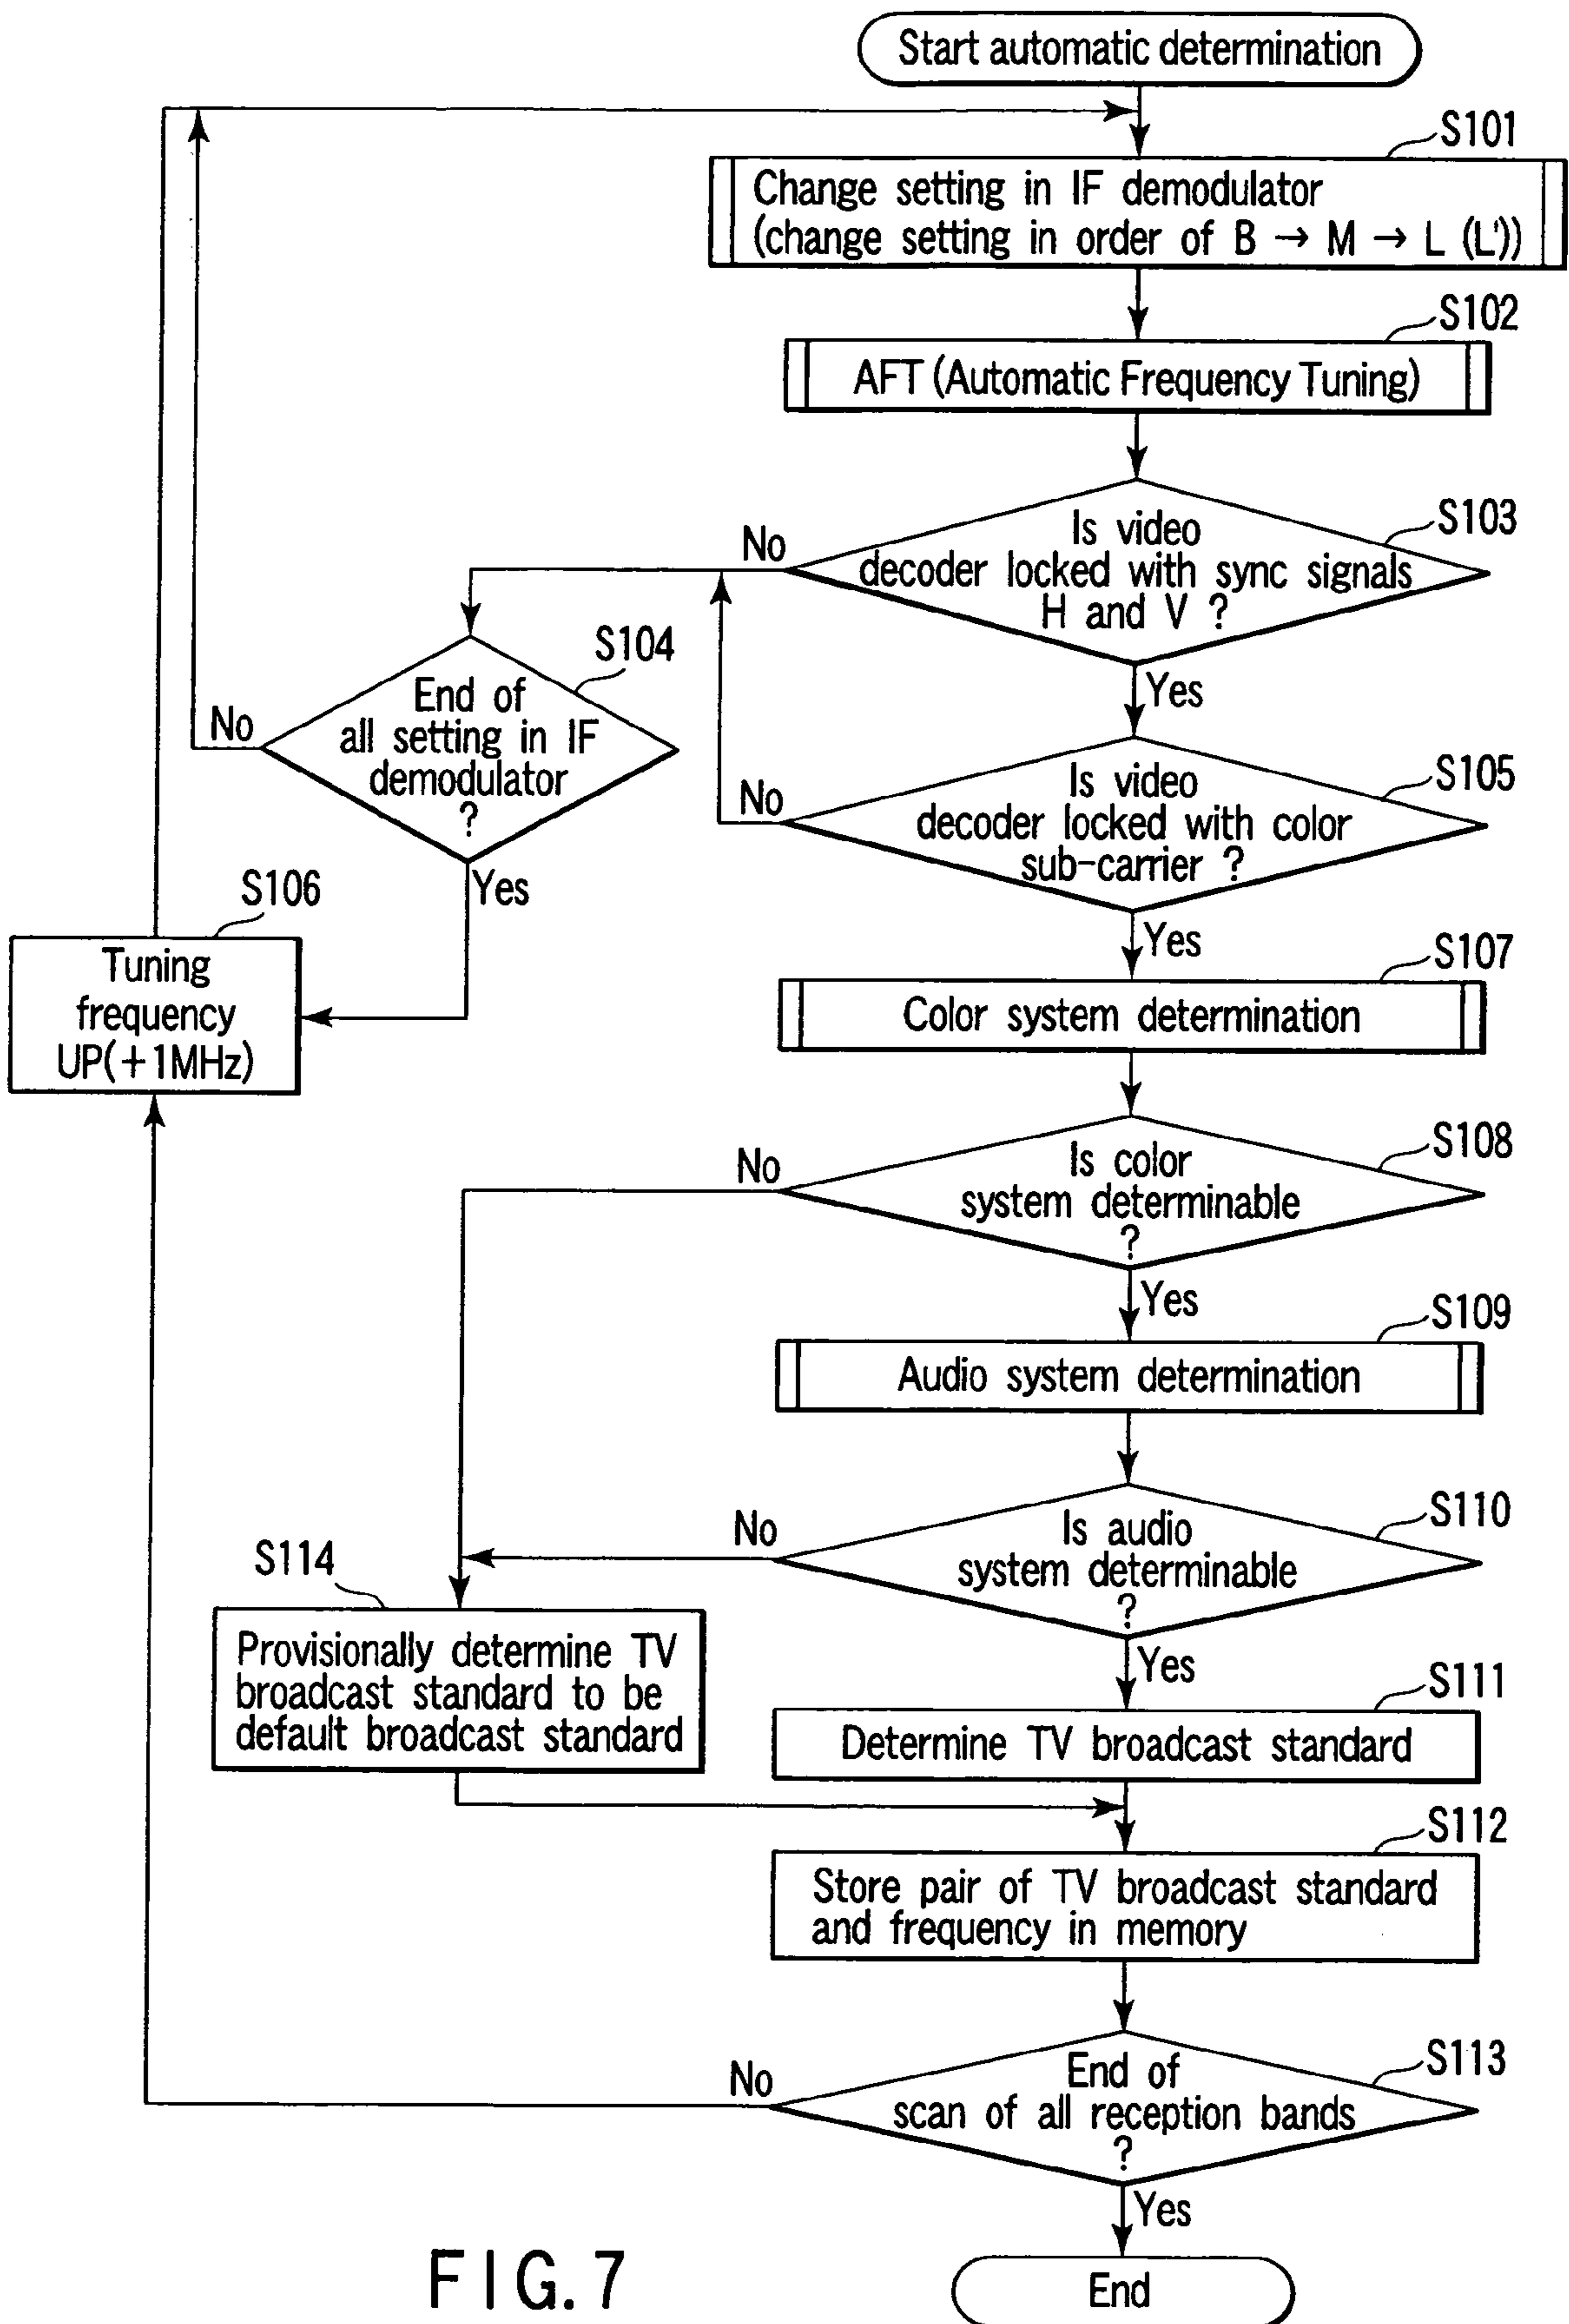 Start automatic determination
S101
Change setting in IF demodulator
(change setting in order of B → M → L (L'))
S102
AFT (Automatic Frequency Tuning)
S103
Is video
decoder locked with sync signals
H and V ?
No
Yes
S104
End of
all setting in IF
demodulator
?
No
Yes
S105
Is video
decoder locked with color
sub-carrier ?
No
Yes
S106
Tuning
frequency
UP(+1MHz)
S107
Color system determination
S108
Is color
system determinable
?
No
Yes
S109
Audio system determination
S110
Is audio
system determinable
?
No
Yes
S114
Provisionally determine TV
broadcast standard to be
default broadcast standard
S111
Determine TV broadcast standard
S112
Store pair of TV broadcast standard
and frequency in memory
S113
End of
scan of all reception bands
?
No
Yes
End
FIG.7